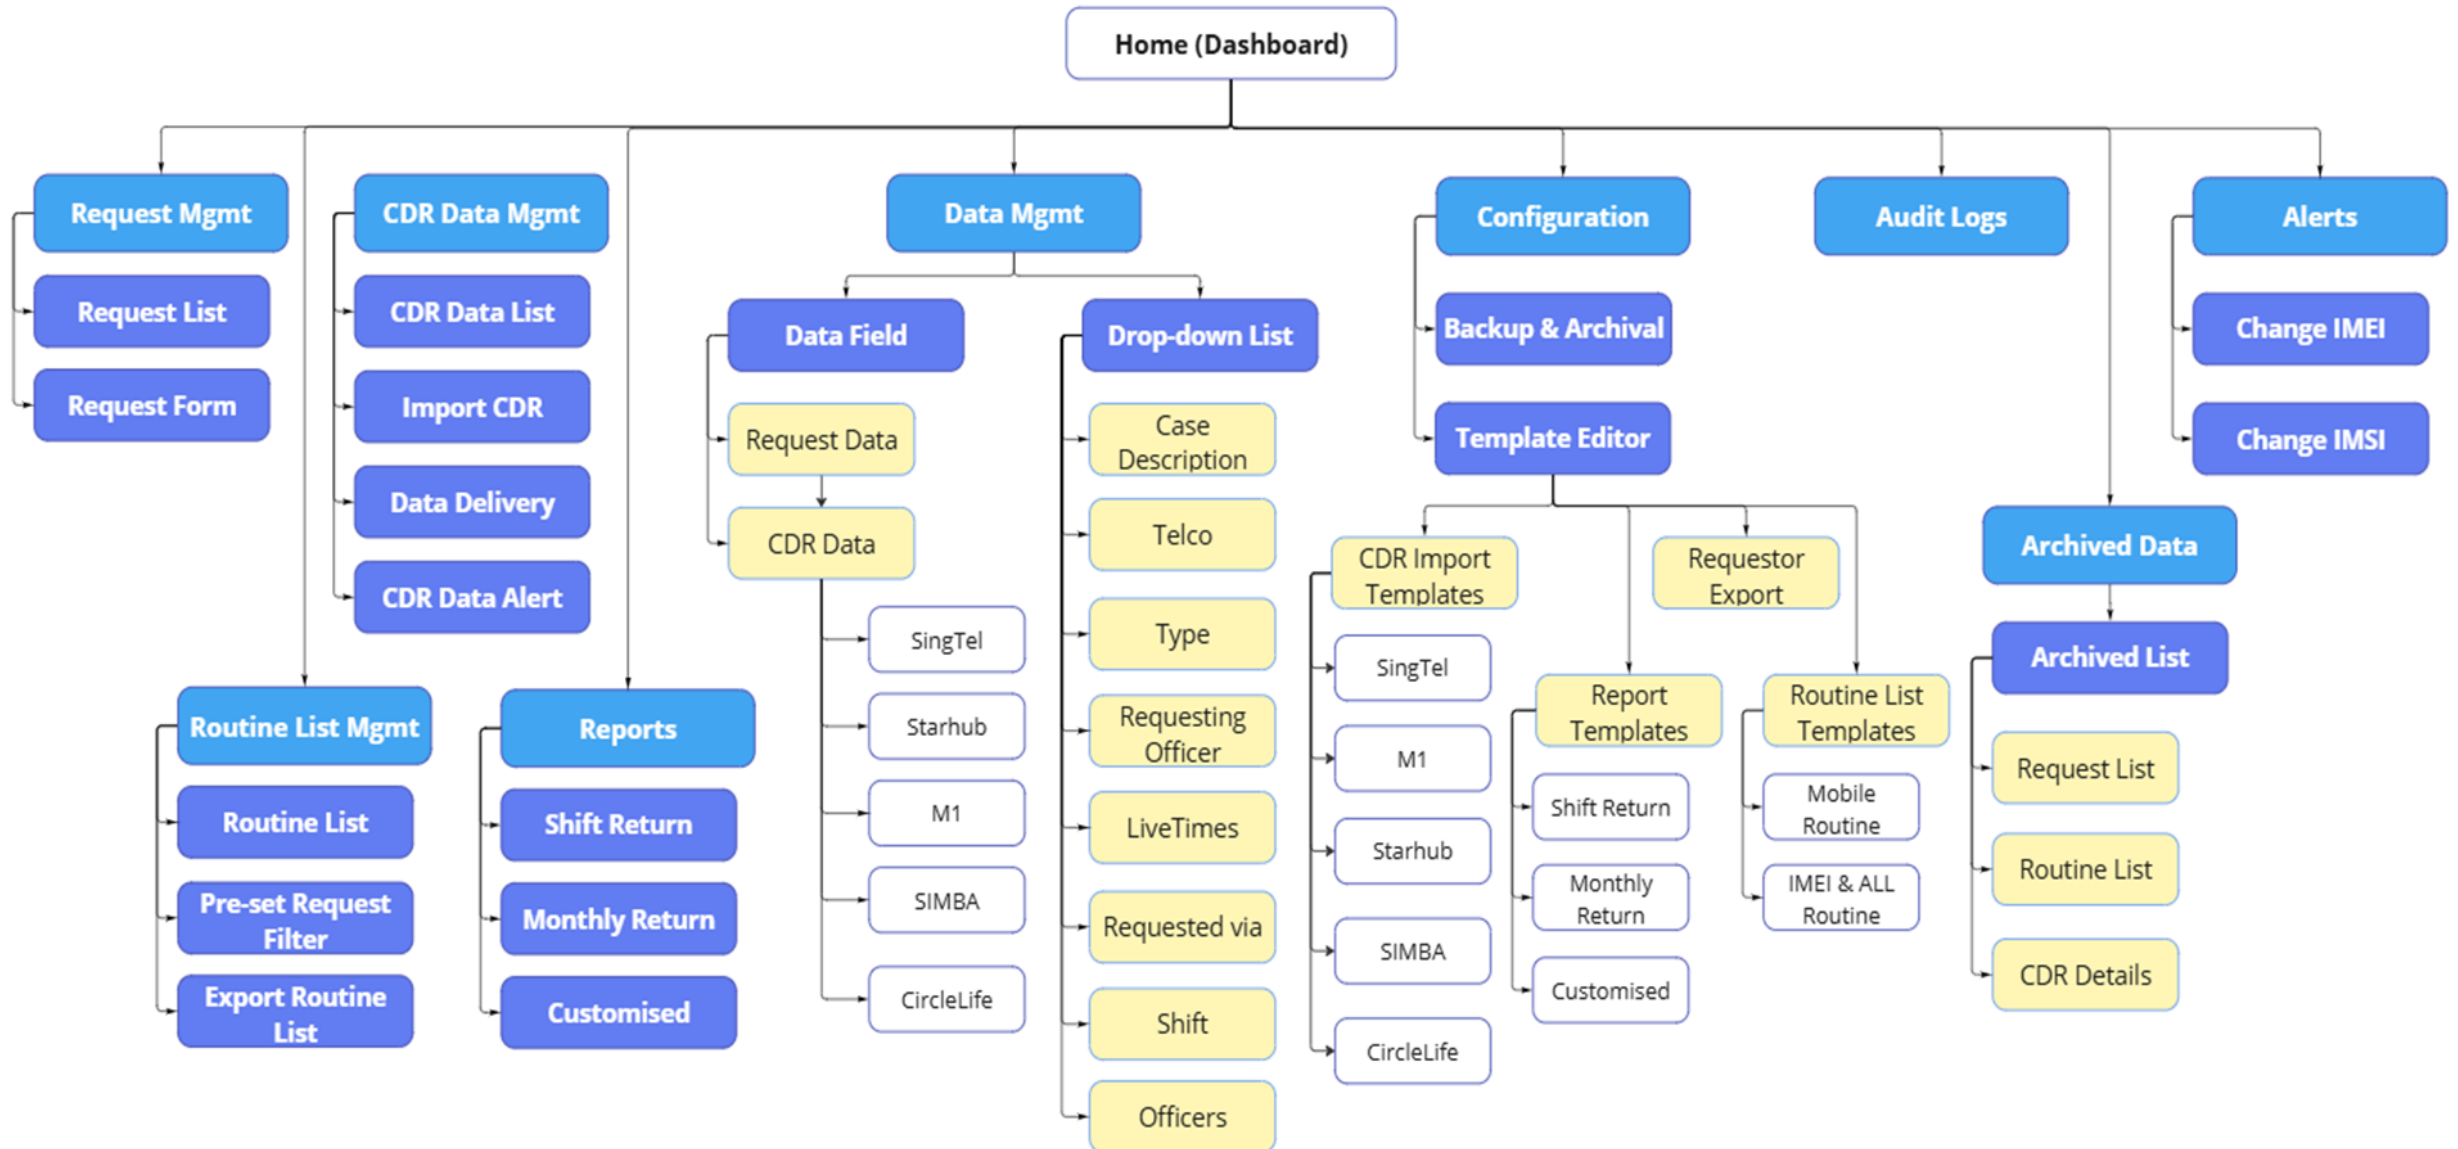 Home (Dashboard)
Request Mgmt
Request List
Request Form
CDR Data Mgmt
CDR Data List
Import CDR
Data Delivery
CDR Data Alert
Routine List Mgmt
Routine List
Pre-set Request
Filter
Export Routine
List
Reports
Shift Return
Monthly Return
Customised
Data Mgmt
Data Field
Request Data
CDR Data
SingTel
Starhub
M1
SIMBA
CircleLife
Drop-down List
Case
Description
Telco
Type
Requesting
Officer
LiveTimes
Requested via
Shift
Officers
Configuration
Backup & Archival
Template Editor
CDR Import
Templates
SingTel
M1
Starhub
SIMBA
CircleLife
Report
Templates
Shift Return
Monthly
Return
Customised
Requestor
Export
Routine List
Templates
Mobile
Routine
IMEI & ALL
Routine
Audit Logs
Archived Data
Archived List
Request List
Routine List
CDR Details
Alerts
Change IMEI
Change IMSI